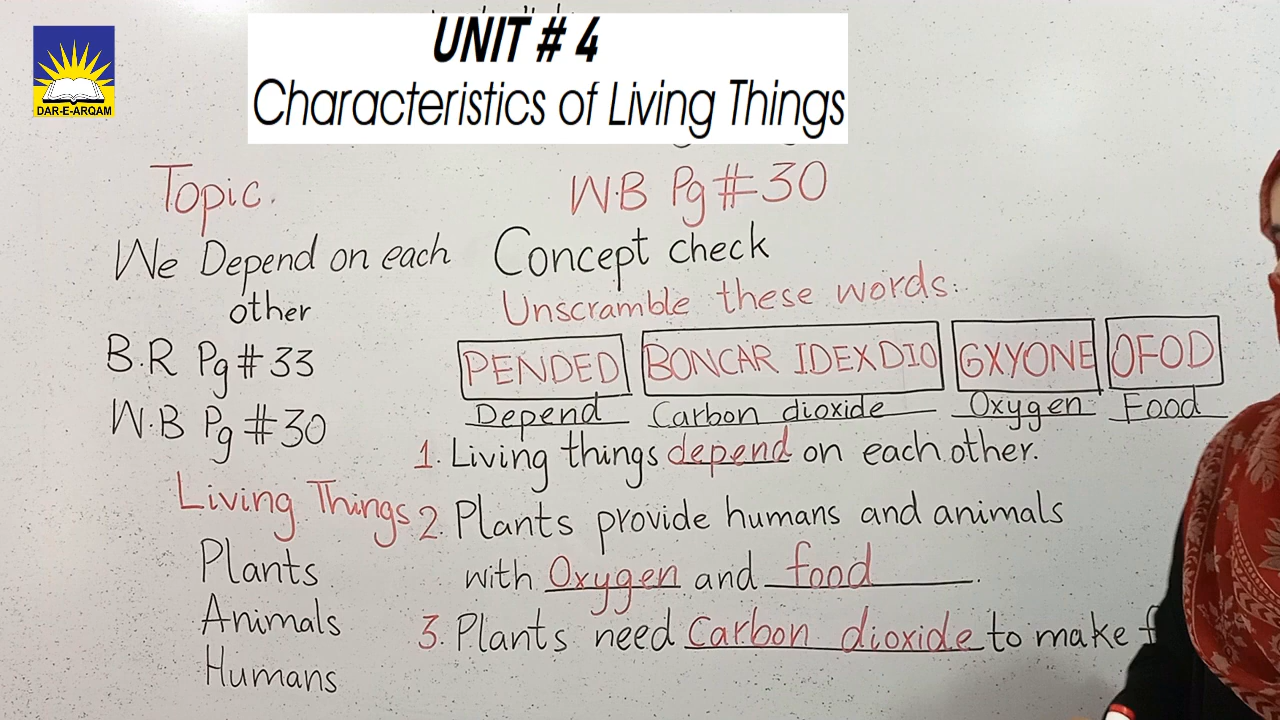 UNIT # 4
Characteristics of Living Things
DAR-E-ARQAM
Topic.
We Depend on each
other
B.R Pg# 33
W.B Pg #30
Living Things
Plants
Animals
Humans
W.B Pg #30
Concept check
Unscramble these words:
PENDED BONCAR IDEXDIO GXYONE OFOD
Depend Carbon dioxide Oxygen Food
1. Living things depend on each other.
2. Plants provide humans and animals
with Oxygen and food.
3. Plants need Carbon dioxide to make